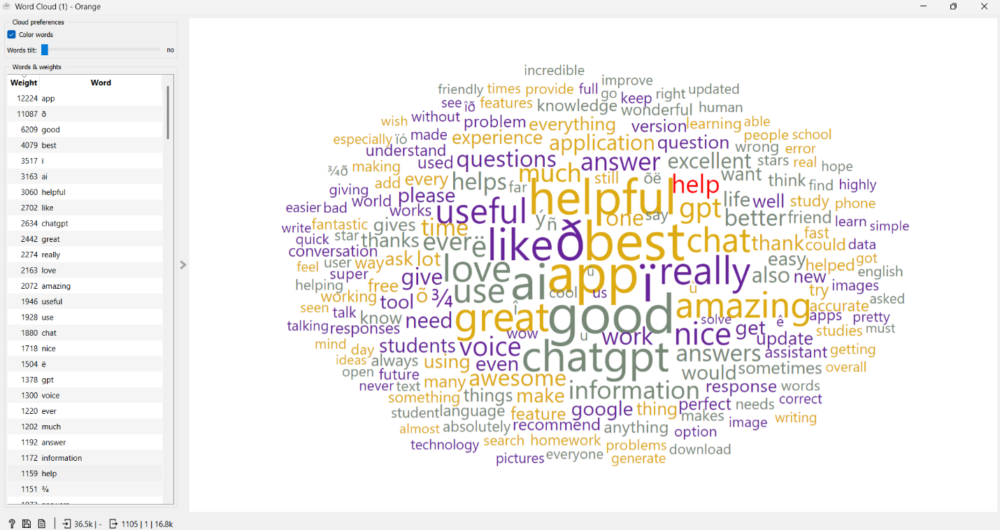 Word Cloud (1) - Orange
Cloud preferences
Color words
Words tilt:
no
Words & weights
Weight Word
12224 app
11087 ð
6209 good
4079 best
3517 ï
3163 ai
3060 helpful
2702 like
2634 chatgpt
2442 great
2274 really
2163 love
2072 amazing
1946 useful
1928 use
1880 chat
1718 nice
1504 ë
1378 gpt
1300 voice
1220 ever
1202 much
1192 answer
1172 information
1159 help
1151 ¾
? 36.5k | - 1105 | 1 | 16.8k
incredible
improve
friendly times provide full go keep right updated
see îð features knowledge wonderful human
wish without problem everything version learning able
especially ïó made experience application question people school
understand used questions answer excellent wrong error
¾ð making every helps much still õë help want stars real hope
giving add please far helpful gpt life think find highly
easier bad world works useful ý ñ one say better well study phone
write fantastic gives time friend learn simple
quick star thanks ever ë like ð best chat thank fast could data
conversation way ask lot love ai app ï really easy helped got
feel user super give use u also new english
helping free õ ¾ cool us ù try images
working tool great î good amazing accurate asked
seen talk know need solve ê apps pretty
talking responses wow u work nice get update studies must
mind day students voice chatgpt answers assistant getting
ideas always using even would sometimes overall
open future awesome information response words
never text many make perfect needs correct
something things google thing makes image writing
student language feature
almost absolutely recommend anything option
technology search homework problems download
pictures everyone generate